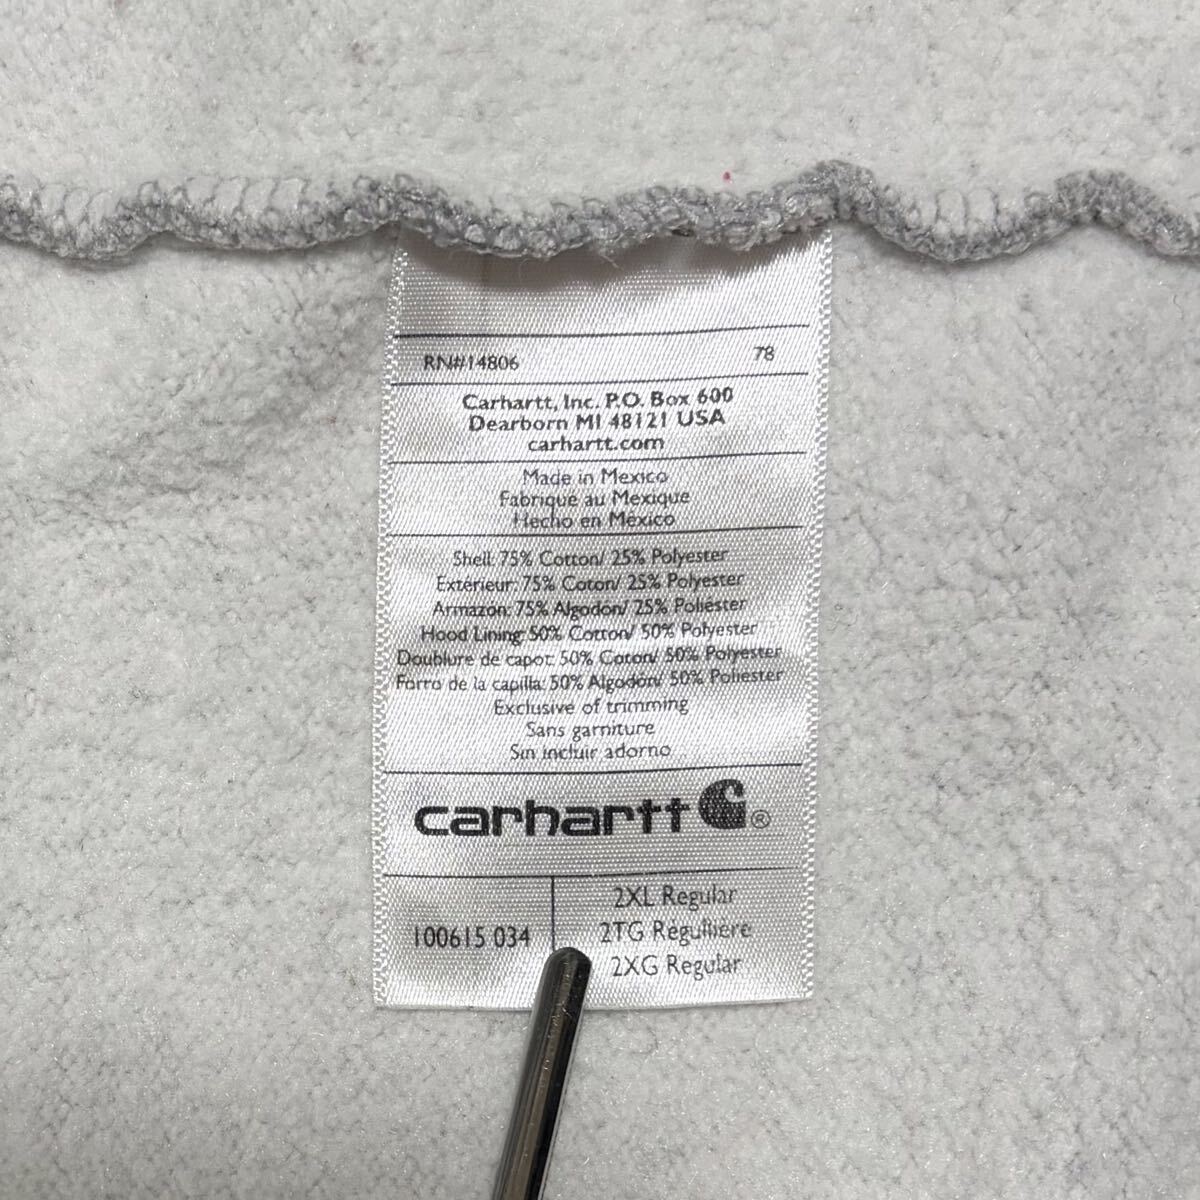 RN#14806 78
Carhartt, Inc. P.O. Box 600
Dearborn MI 48121 USA
carhartt.com
Made in Mexico
Fabrique au Mexique
Hecho en México
Shell: 75% Cotton/ 25% Polyester
Extérieur: 75% Coton/ 25% Polyester
Armazon: 75% Algodón/ 25% Poliéster
Hood Lining: 50% Cotton/ 50% Polyester
Doublure de capot: 50% Coton/ 50% Polyester
Forro de la capilla: 50% Algodón/ 50% Poliester
Exclusive of trimming
Sans garniture
Sin incluir adorno
carhartt ®
100615 034
2XL Regular
2TG Régulliere
2XG Regular